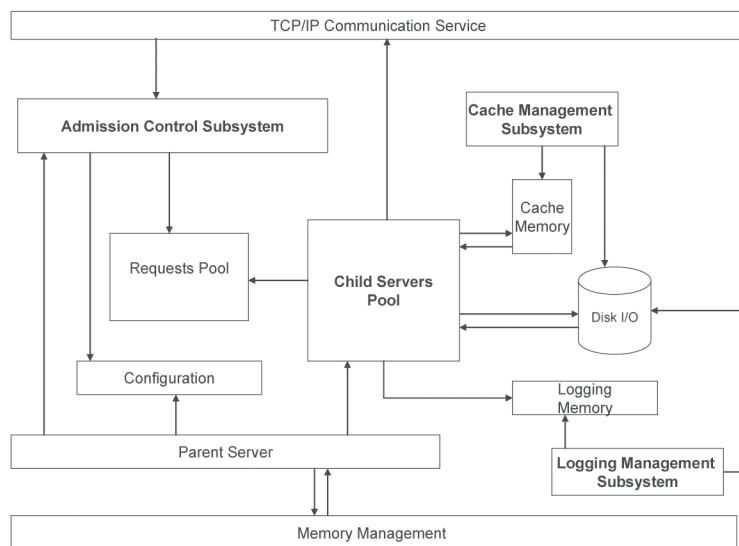 TCP/IP Communication Service
Admission Control Subsystem
Cache Management
Subsystem
Cache
Memory
Requests Pool
Child Servers
Pool
Disk I/O
Configuration
Logging
Memory
Parent Server
Logging Management
Subsystem
Memory Management